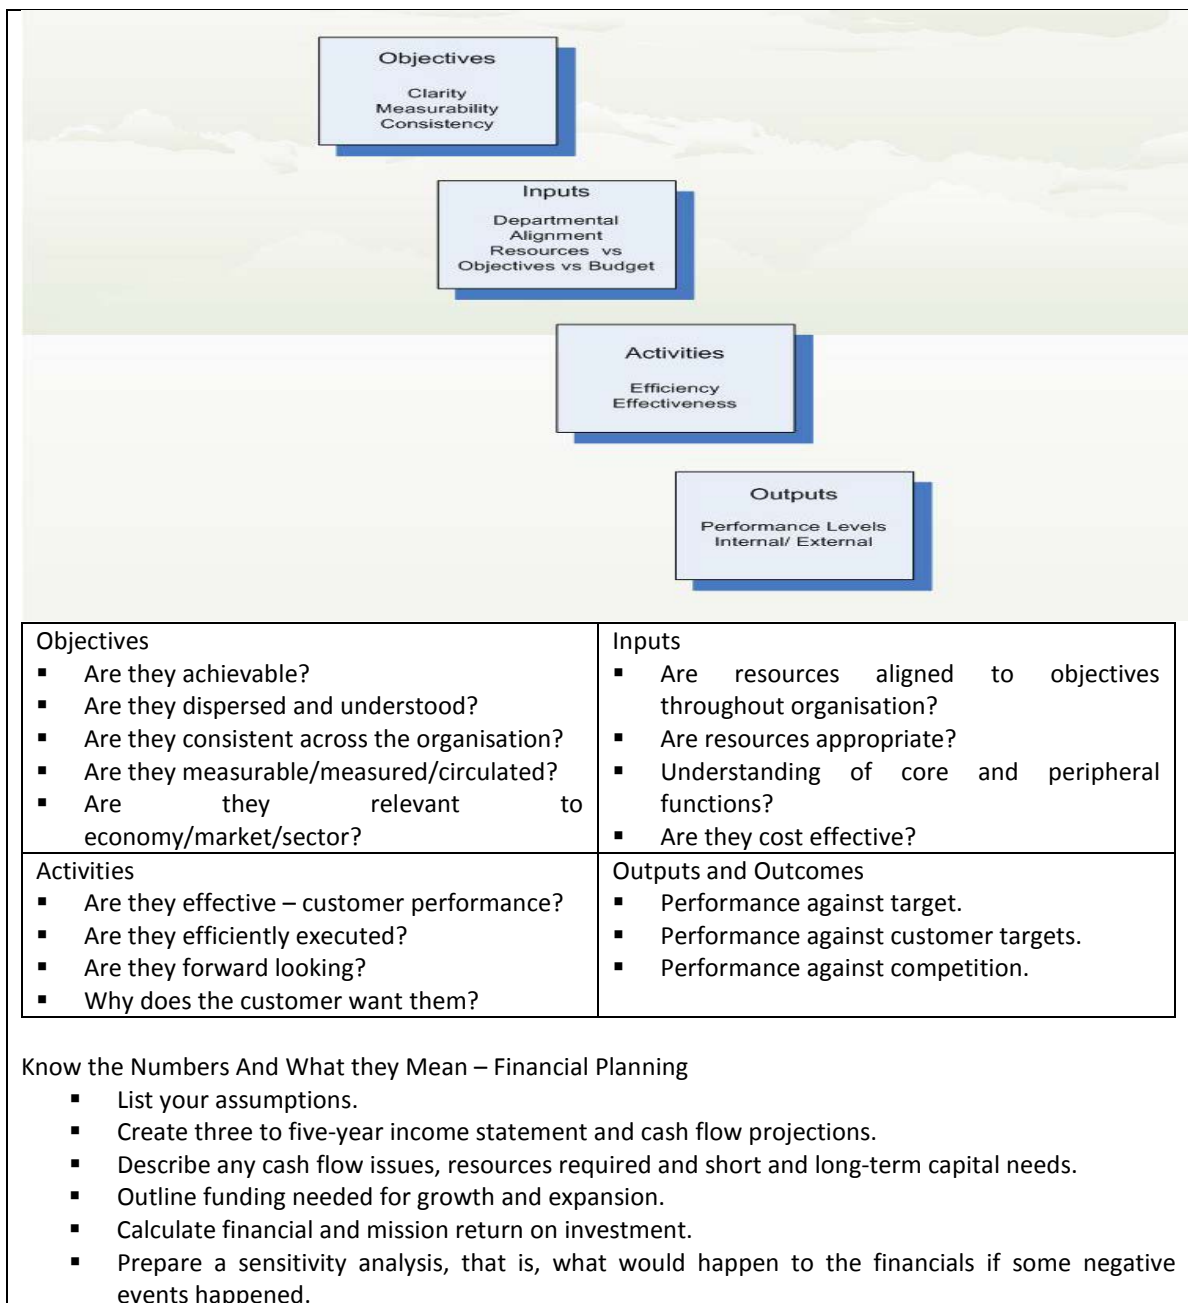 Objectives
Clarity
Measurability
Consistency
Inputs
Departmental
Alignment
Resources vs
Objectives vs Budget
Activities
Efficiency
Effectiveness
Outputs
Performance Levels
Internal/ External
Objectives
▪ Are they achievable?
▪ Are they dispersed and understood?
▪ Are they consistent across the organisation?
▪ Are they measurable/measured/circulated?
▪ Are they relevant to
economy/market/sector?
Inputs
▪ Are resources aligned to objectives
throughout organisation?
▪ Are resources appropriate?
▪ Understanding of core and peripheral
functions?
▪ Are they cost effective?
Activities
▪ Are they effective – customer performance?
▪ Are they efficiently executed?
▪ Are they forward looking?
▪ Why does the customer want them?
Outputs and Outcomes
▪ Performance against target.
▪ Performance against customer targets.
▪ Performance against competition.
Know the Numbers And What they Mean – Financial Planning
▪ List your assumptions.
▪ Create three to five-year income statement and cash flow projections.
▪ Describe any cash flow issues, resources required and short and long-term capital needs.
▪ Outline funding needed for growth and expansion.
▪ Calculate financial and mission return on investment.
▪ Prepare a sensitivity analysis, that is, what would happen to the financials if some negative
events happened.